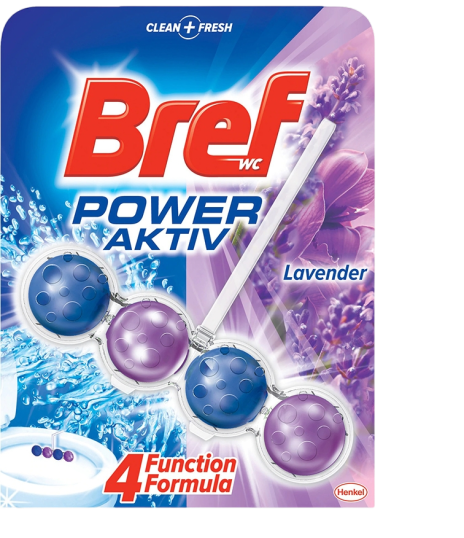 CLEAN + FRESH
Bref
WC
POWER
AKTIV
Lavender
4 Function
Formula
Henkel